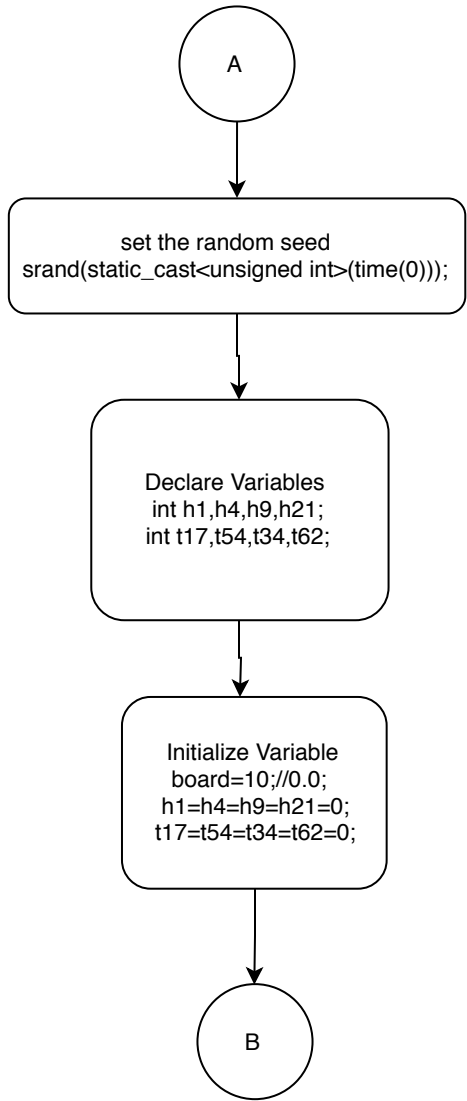 A
set the random seed
srand(static_cast<unsigned int>(time(0)));
Declare Variables
int h1,h4,h9,h21;
int t17,t54,t34,t62;
Initialize Variable
board=10;//0.0;
h1=h4=h9=h21=0;
t17=t54=t34=t62=0;
B